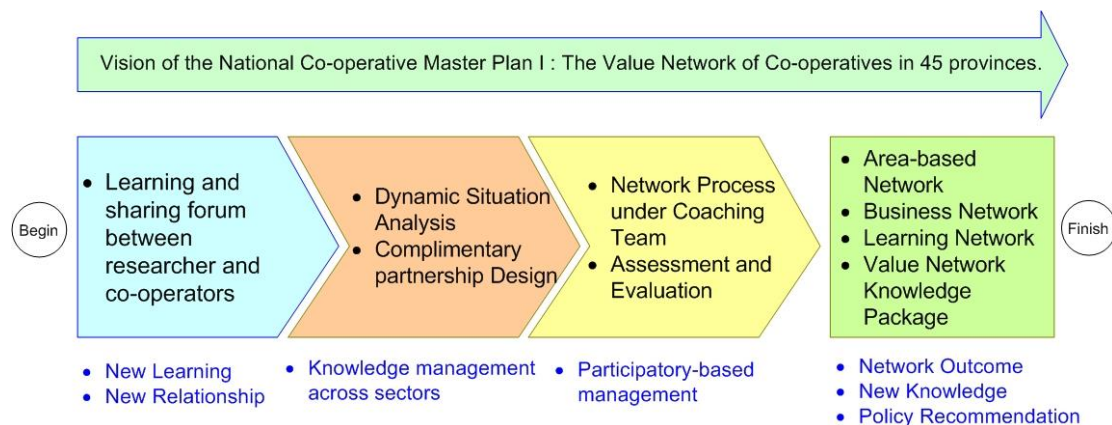 Vision of the National Co-operative Master Plan I : The Value Network of Co-operatives in 45 provinces.
Begin
• Learning and
sharing forum
between
researcher and
co-operators
• Dynamic Situation
Analysis
• Complimentary
partnership Design
• Network Process
under Coaching
Team
• Assessment and
Evaluation
• Area-based
Network
• Business Network
• Learning Network
• Value Network
Knowledge
Package
Finish
• New Learning
• New Relationship
• Knowledge management
across sectors
• Participatory-based
management
• Network Outcome
• New Knowledge
• Policy Recommendation